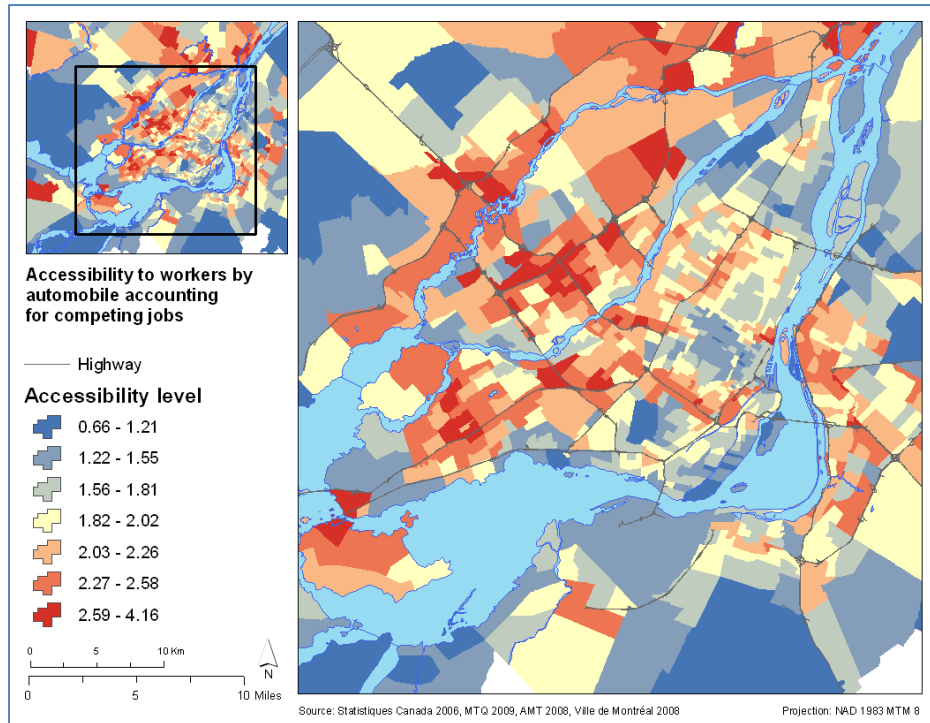 Accessibility to workers by
automobile accounting
for competing jobs
Highway
Accessibility level
0.66 - 1.21
1.22 - 1.55
1.56 - 1.81
1.82 - 2.02
2.03 - 2.26
2.27 - 2.58
2.59 - 4.16
0 5 10 Km
N
0 5 10 Miles
Source: Statistiques Canada 2006, MTQ 2009, AMT 2008, Ville de Montréal 2008
Projection: NAD 1983 MTM 8